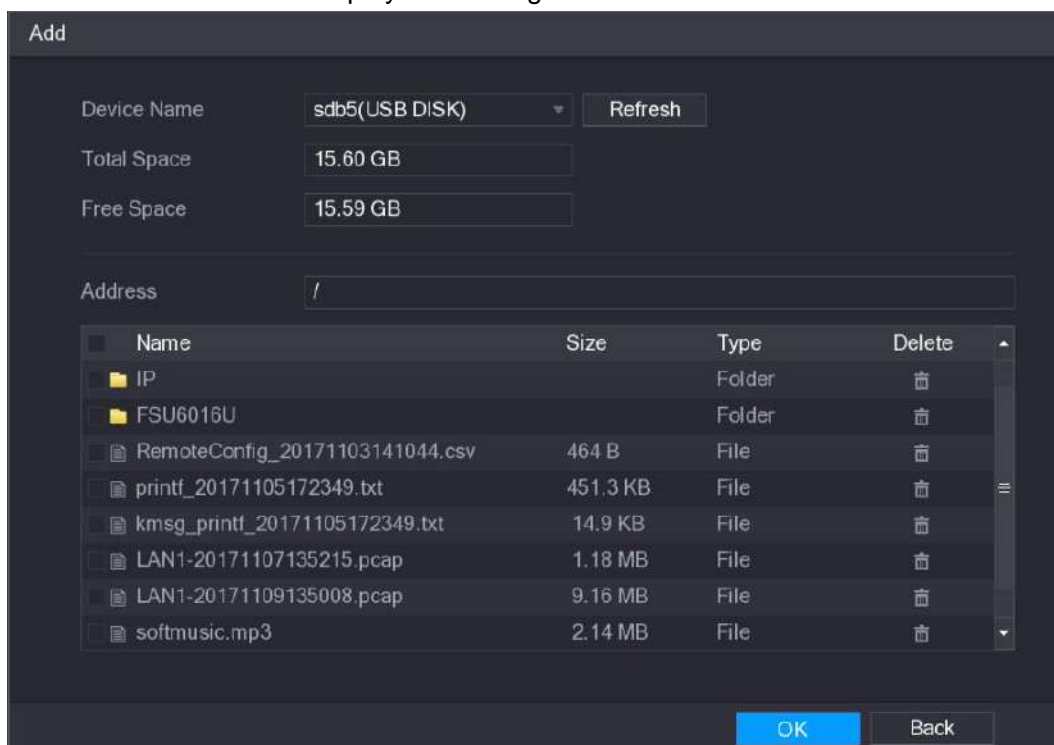 Add
Device Name sdb5(USB DISK) Refresh
Total Space 15.60 GB
Free Space 15.59 GB
Address /
Name Size Type Delete
IP Folder
FSU6016U Folder
RemoteConfig_20171103141044.csv 464 B File
printf_20171105172349.txt 451.3 KB File
kmsg_printf_20171105172349.txt 14.9 KB File
LAN1-20171107135215.pcap 1.18 MB File
LAN1-20171109135008.pcap 9.16 MB File
softmusic.mp3 2.14 MB File
OK Back